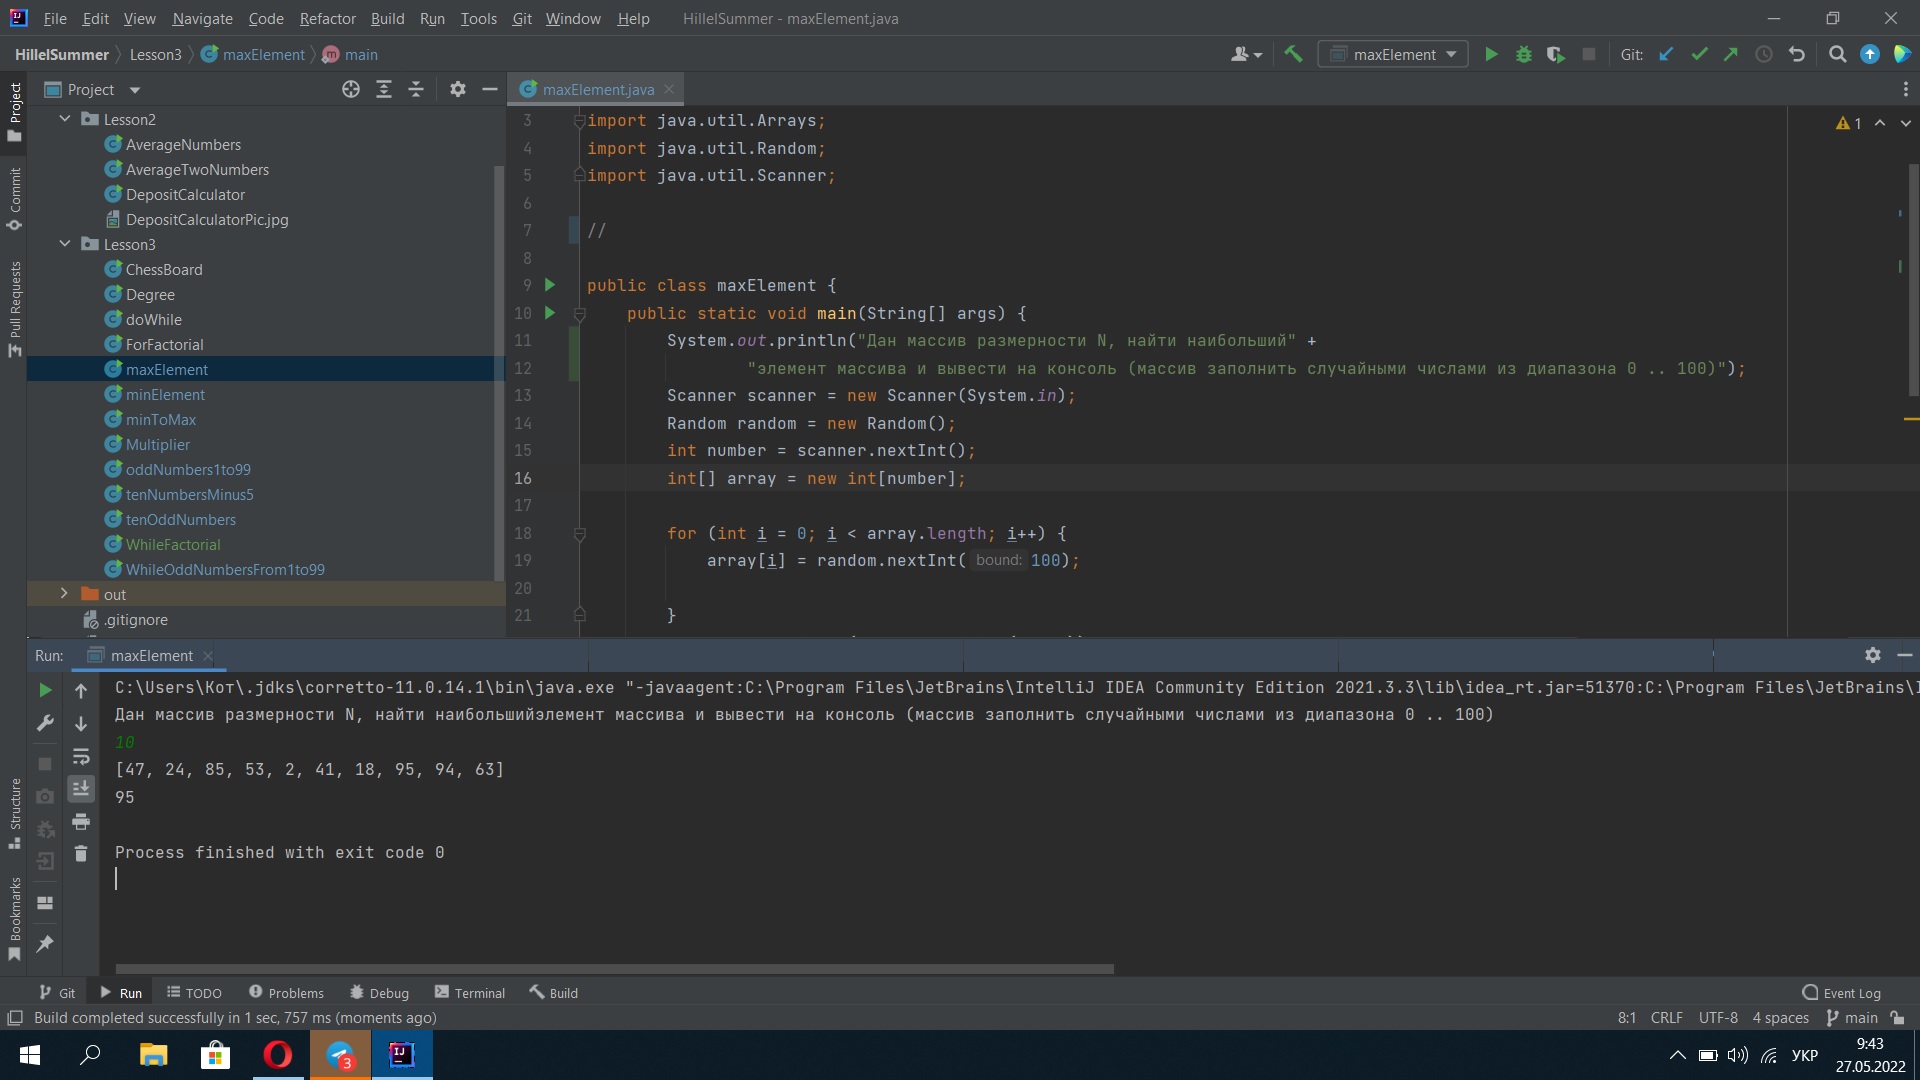 File Edit View Navigate Code Refactor Build Run Tools Git Window Help HillelSummer - maxElement.java
HillelSummer Lesson3 maxElement main maxElement Git:
Project maxElement.java
Project
Commit
Pull Requests
Structure
Bookmarks
Lesson2
AverageNumbers
AverageTwoNumbers
DepositCalculator
DepositCalculatorPic.jpg
Lesson3
ChessBoard
Degree
doWhile
ForFactorial
maxElement
minElement
minToMax
Multiplier
oddNumbers1to99
tenNumbersMinus5
tenOddNumbers
WhileFactorial
WhileOddNumbersFrom1to99
out
.gitignore
1
3 import java.util.Arrays;
4 import java.util.Random;
5 import java.util.Scanner;
6
7 //
8
9 public class maxElement {
10 public static void main(String[] args) {
11 System.out.println("Дан массив размерности N, найти наибольший" +
12 "элемент массива и вывести на консоль (массив заполнить случайными числами из диапазона 0 .. 100)");
13 Scanner scanner = new Scanner(System.in);
14 Random random = new Random();
15 int number = scanner.nextInt();
16 int[] array = new int[number];
17
18 for (int i = 0; i < array.length; i++) {
19 array[i] = random.nextInt( bound: 100);
20
21 }
Run: maxElement
C:\Users\Кот\.jdks\corretto-11.0.14.1\bin\java.exe "-javaagent:C:\Program Files\JetBrains\IntelliJ IDEA Community Edition 2021.3.3\lib\idea_rt.jar=51370:C:\Program Files\JetBrains\I
Дан массив размерности N, найти наибольшийэлемент массива и вывести на консоль (массив заполнить случайными числами из диапазона 0 .. 100)
10
[47, 24, 85, 53, 2, 41, 18, 95, 94, 63]
95
Process finished with exit code 0
Git Run TODO Problems Debug Terminal Build Event Log
Build completed successfully in 1 sec, 757 ms (moments ago) 8:1 CRLF UTF-8 4 spaces main
3 УКР 9:43
27.05.2022